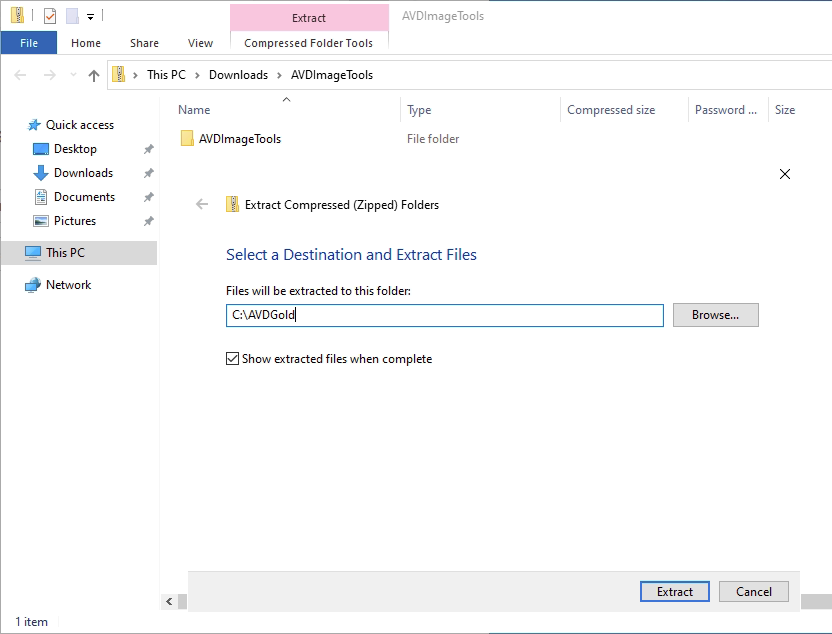 Extract
AVDImageTools
File
Home
Share
View
Compressed Folder Tools
This PC
Downloads
AVDImageTools
Name
Type
Compressed size
Password ...
Size
Quick access
Desktop
Downloads
Documents
Pictures
This PC
Network
AVDImageTools
File folder
Extract Compressed (Zipped) Folders
Select a Destination and Extract Files
Files will be extracted to this folder:
C:\AVDGold
Browse...
Show extracted files when complete
Extract
Cancel
1 item